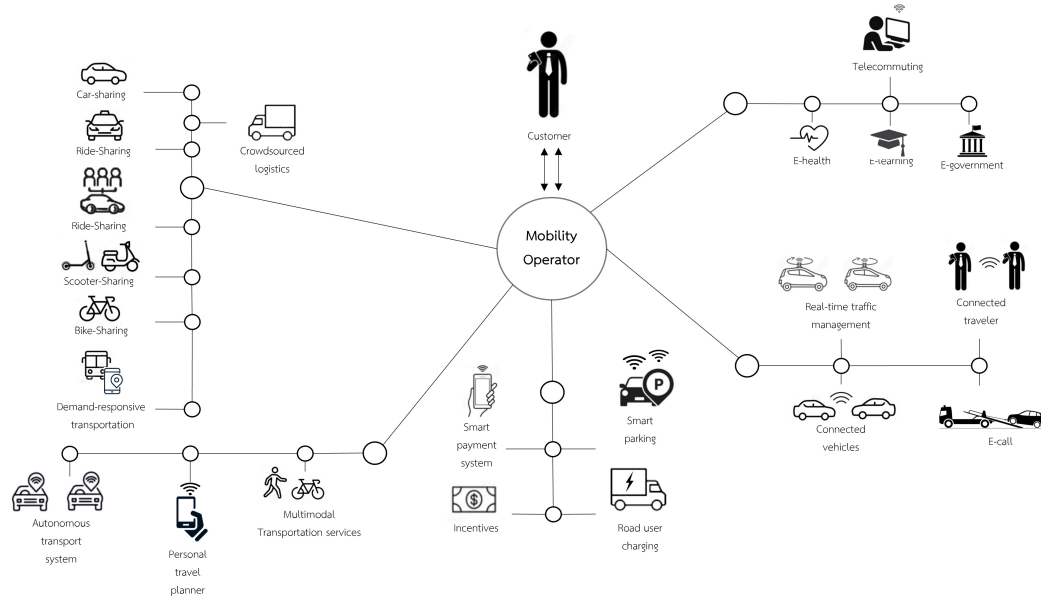 Telecommuting
E-health
E-learning
E-government
Customer
Mobility
Operator
Car-sharing
Ride-Sharing
Crowdsourced
logistics
Ride-Sharing
Scooter-Sharing
Bike-Sharing
Demand-responsive
transportation
Real-time traffic
management
Connected
traveler
Connected
vehicles
E-call
Smart
payment
system
P
Smart
parking
Incentives
$
Road user
charging
Autonomous
transport
system
Personal
travel
planner
Multimodal
Transportation services